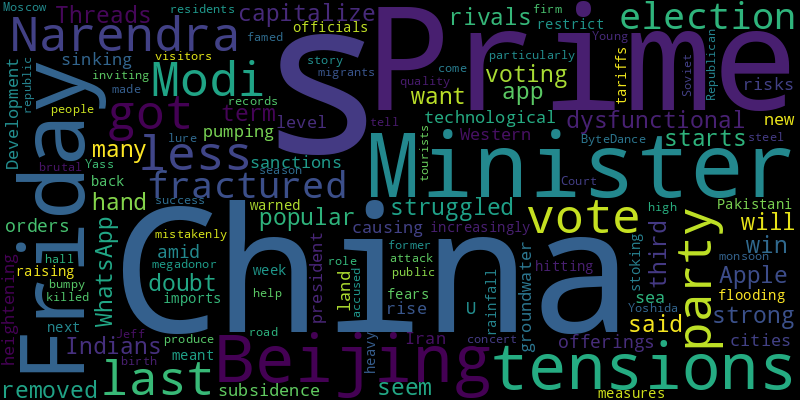 Moscow
Threads
residents
capitalize
firm
rivals
restrict
election
Narendra
officials
famed
visitors
Modi
inviting
story
migrants
sinking
republic
Development
made
people
S
Prime
Young
Republican
Soviet
tariffs
particularly
come
voting
app
quality
want
risks
got
records
term
level
pumping
tell
technological
dysfunctional
new
Friday
many
less
lure
sanctions
season
tourists
Western
ByteDance
starts
steel
brutal
Yass
back
fractured
Minister
Court
hand
success
warned
popular
struggled
vote
high
Pakistani
orders
WhatsApp
mistakenly
China
causing
increasingly
party
will
hall
raising
amid
megadonor
week
doubt
president
former
attack
public
role
land
accused
hitting
stoking
third
monsoon
win
bumpy
killed
imports
help
fears
rise
U
rainfall
groundwater
sea
Yoshida
Apple
flooding
heightening
next
Jeff
Indians
meant
road
produce
birth
Beijing
heavy
Iran
concert
offerings
said
strong
cities
removed
last
subsidence
seem
tensions
measures